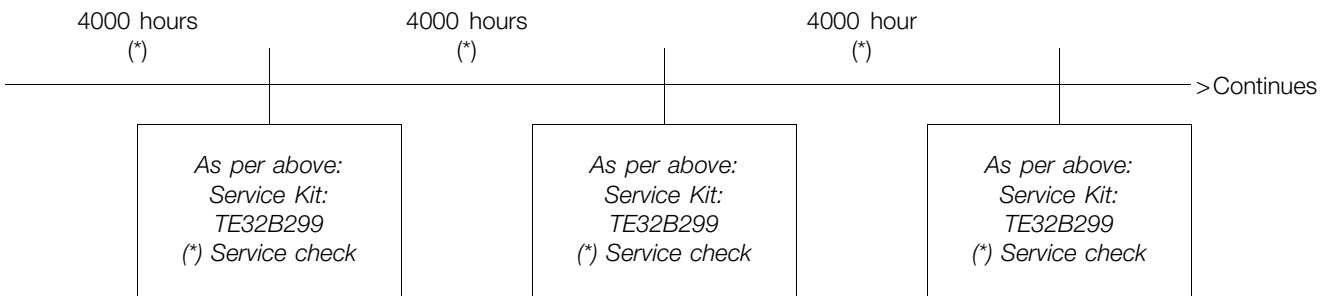 4000 hours
(*)
4000 hours
(*)
4000 hour
(*)
>Continues
As per above:
Service Kit:
TE32B299
(*) Service check
As per above:
Service Kit:
TE32B299
(*) Service check
As per above:
Service Kit:
TE32B299
(*) Service check